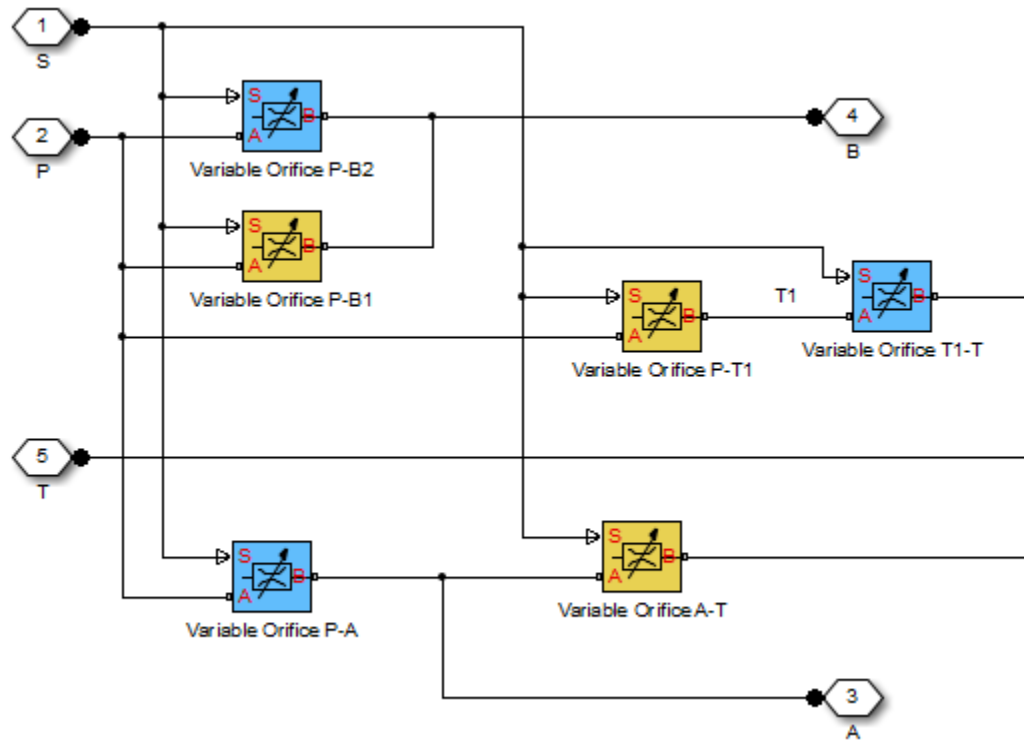 1
S
S
B
4
2
A
P
Variable Orifice P-B2
B
S
B
A
S
Variable Orifice P-B1
S
T1
B
B
A
A
Variable Orifice T1-T
Variable Orifice P-T1
5
T
S
S
B
B
A
A
Variable Orifice A-T
Variable Orifice P-A
3
A